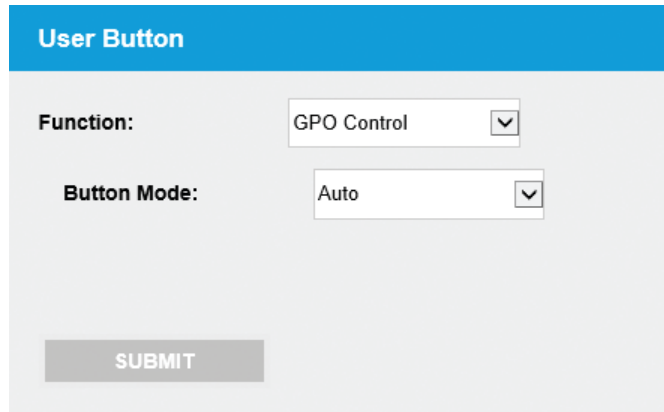 User Button
Function: GPO Control
Button Mode: Auto
SUBMIT